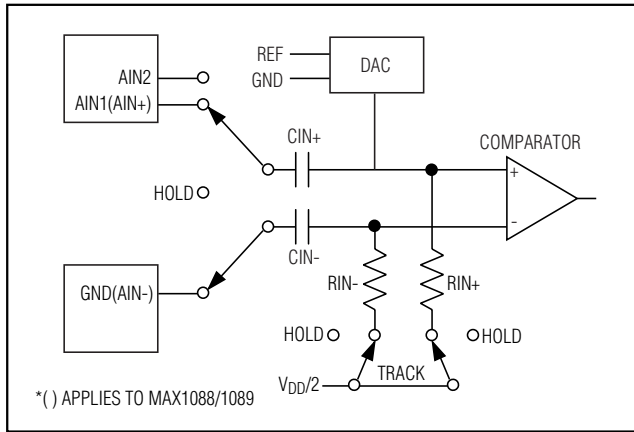 REF
GND
DAC
AIN2
AIN1(AIN+)
CIN+
COMPARATOR
+
-
HOLD
CIN-
GND(AIN-)
RIN-
RIN+
HOLD
HOLD
VDD/2
TRACK
*( ) APPLIES TO MAX1088/1089